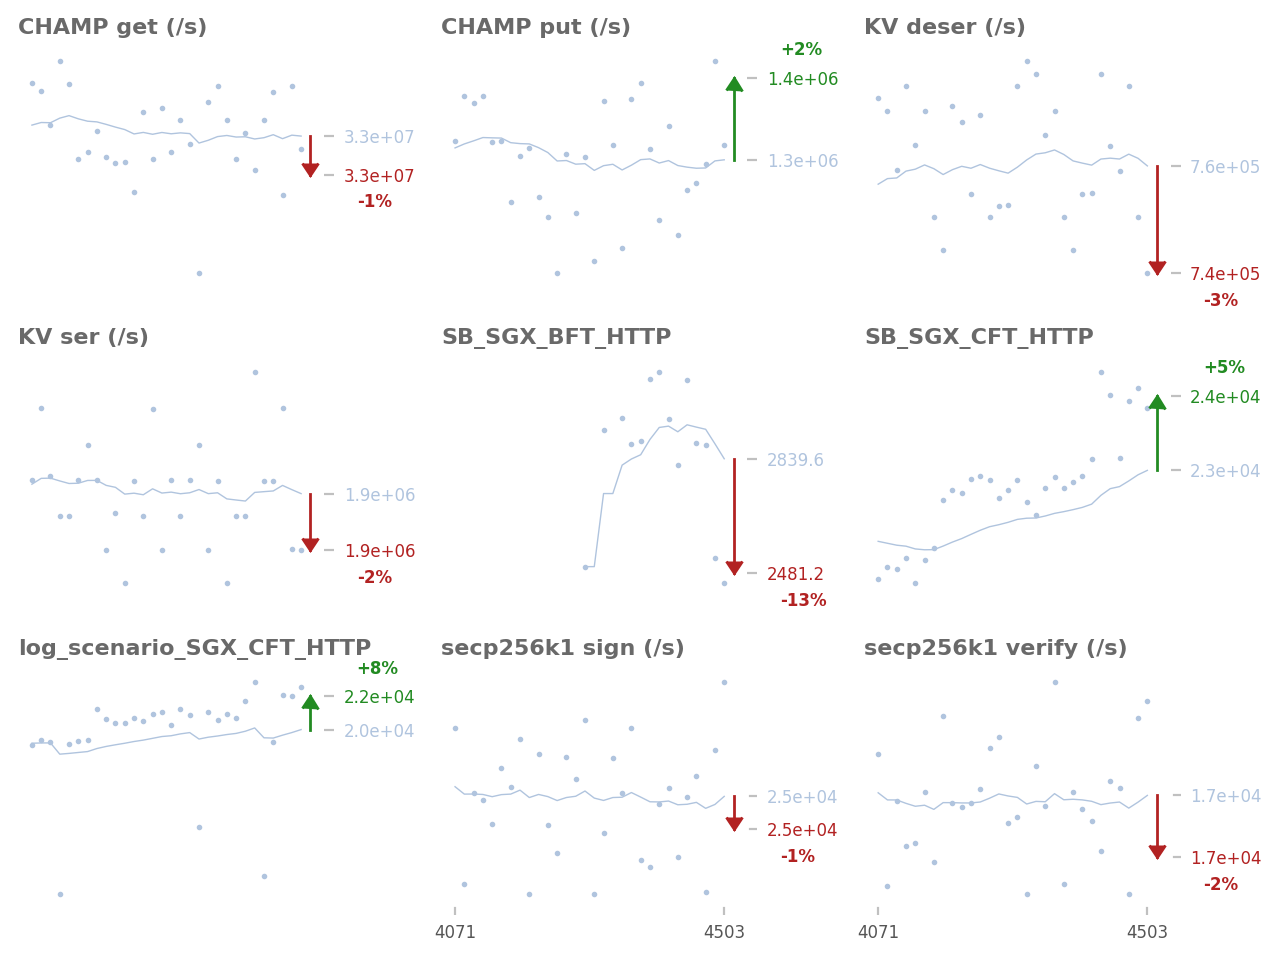 CHAMP get (/s)
3.3e+07
3.3e+07
-1%
CHAMP put (/s)
+2%
1.4e+06
1.3e+06
KV deser (/s)
7.6e+05
7.4e+05
-3%
KV ser (/s)
1.9e+06
1.9e+06
-2%
SB_SGX_BFT_HTTP
2839.6
2481.2
-13%
SB_SGX_CFT_HTTP
+5%
2.4e+04
2.3e+04
log_scenario_SGX_CFT_HTTP
+8%
2.2e+04
2.0e+04
secp256k1 sign (/s)
2.5e+04
2.5e+04
-1%
4071
4503
secp256k1 verify (/s)
1.7e+04
1.7e+04
-2%
4071
4503